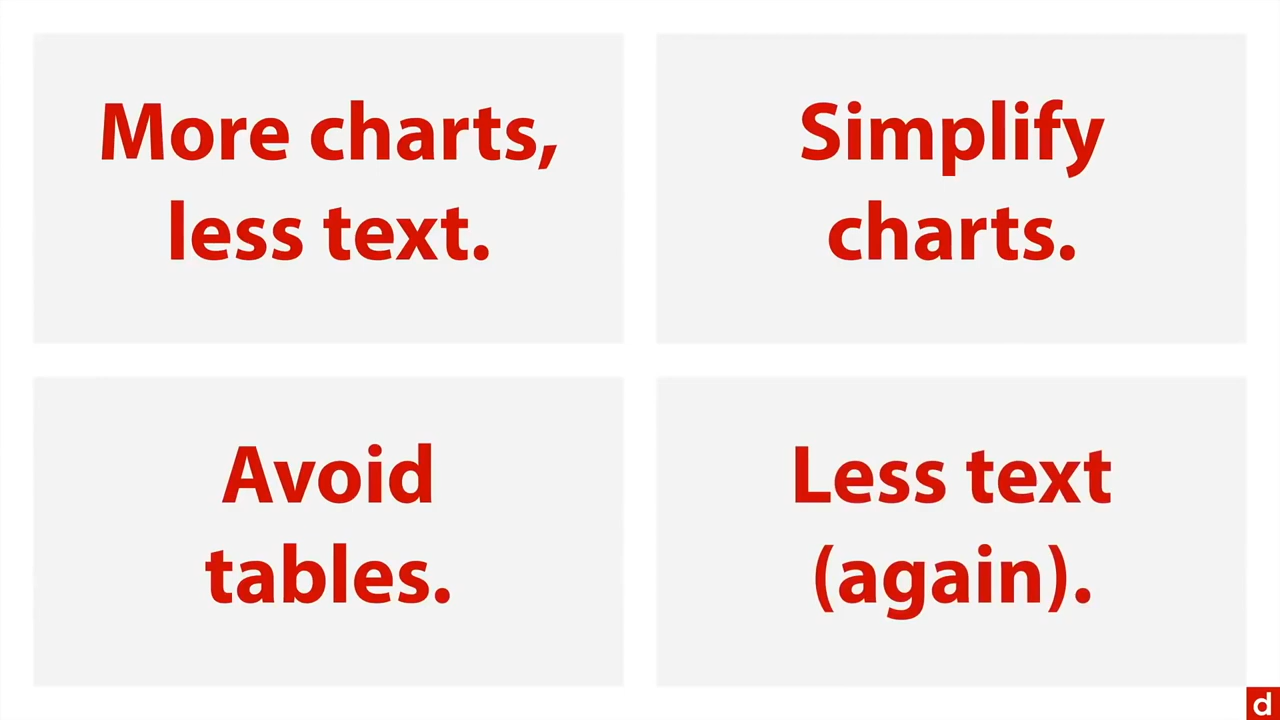 More charts,
less text.
Simplify
charts.
Avoid
tables.
Less text
(again).
d